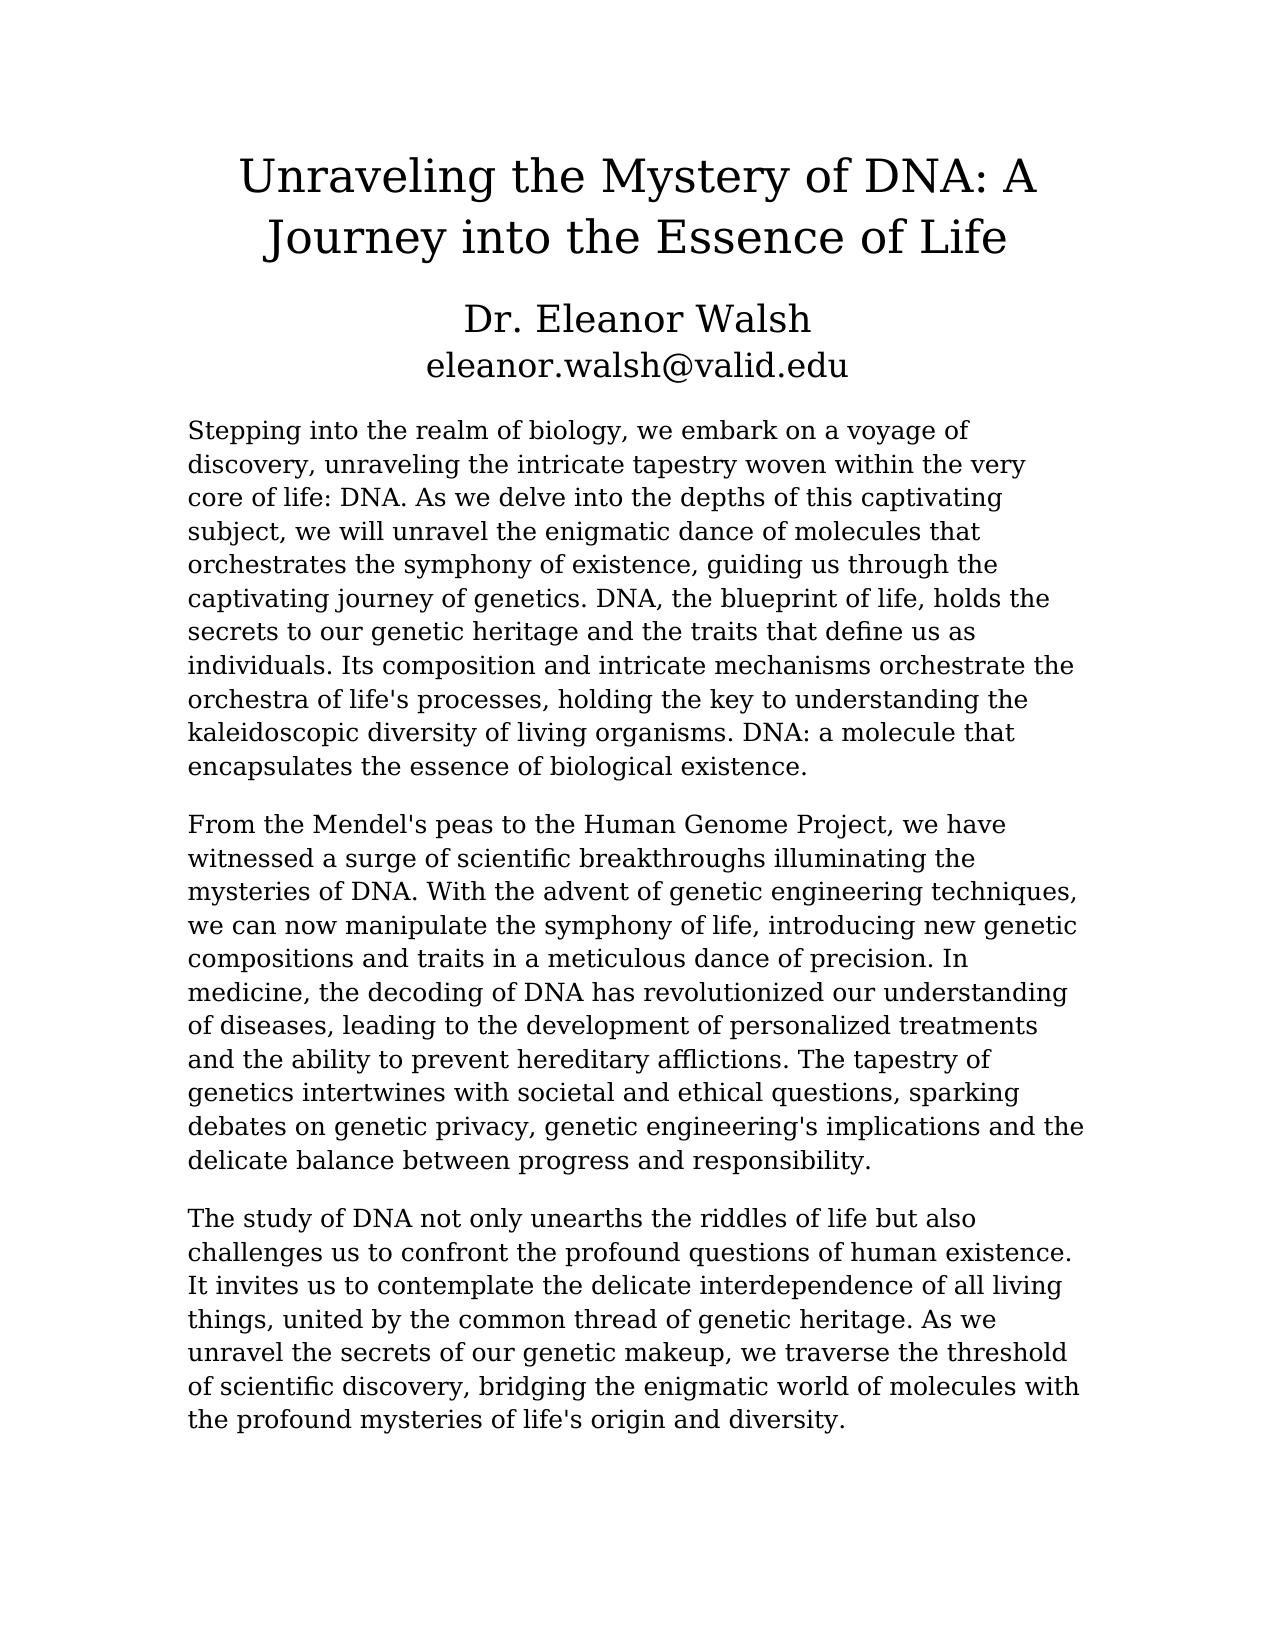 Unraveling the Mystery of DNA: A
Journey into the Essence of Life
Dr. Eleanor Walsh
eleanor.walsh@valid.edu
Stepping into the realm of biology, we embark on a voyage of
discovery, unraveling the intricate tapestry woven within the very
core of life: DNA. As we delve into the depths of this captivating
subject, we will unravel the enigmatic dance of molecules that
orchestrates the symphony of existence, guiding us through the
captivating journey of genetics. DNA, the blueprint of life, holds the
secrets to our genetic heritage and the traits that define us as
individuals. Its composition and intricate mechanisms orchestrate the
orchestra of life's processes, holding the key to understanding the
kaleidoscopic diversity of living organisms. DNA: a molecule that
encapsulates the essence of biological existence.
From the Mendel's peas to the Human Genome Project, we have
witnessed a surge of scientific breakthroughs illuminating the
mysteries of DNA. With the advent of genetic engineering techniques,
we can now manipulate the symphony of life, introducing new genetic
compositions and traits in a meticulous dance of precision. In
medicine, the decoding of DNA has revolutionized our understanding
of diseases, leading to the development of personalized treatments
and the ability to prevent hereditary afflictions. The tapestry of
genetics intertwines with societal and ethical questions, sparking
debates on genetic privacy, genetic engineering's implications and the
delicate balance between progress and responsibility.
The study of DNA not only unearths the riddles of life but also
challenges us to confront the profound questions of human existence.
It invites us to contemplate the delicate interdependence of all living
things, united by the common thread of genetic heritage. As we
unravel the secrets of our genetic makeup, we traverse the threshold
of scientific discovery, bridging the enigmatic world of molecules with
the profound mysteries of life's origin and diversity.